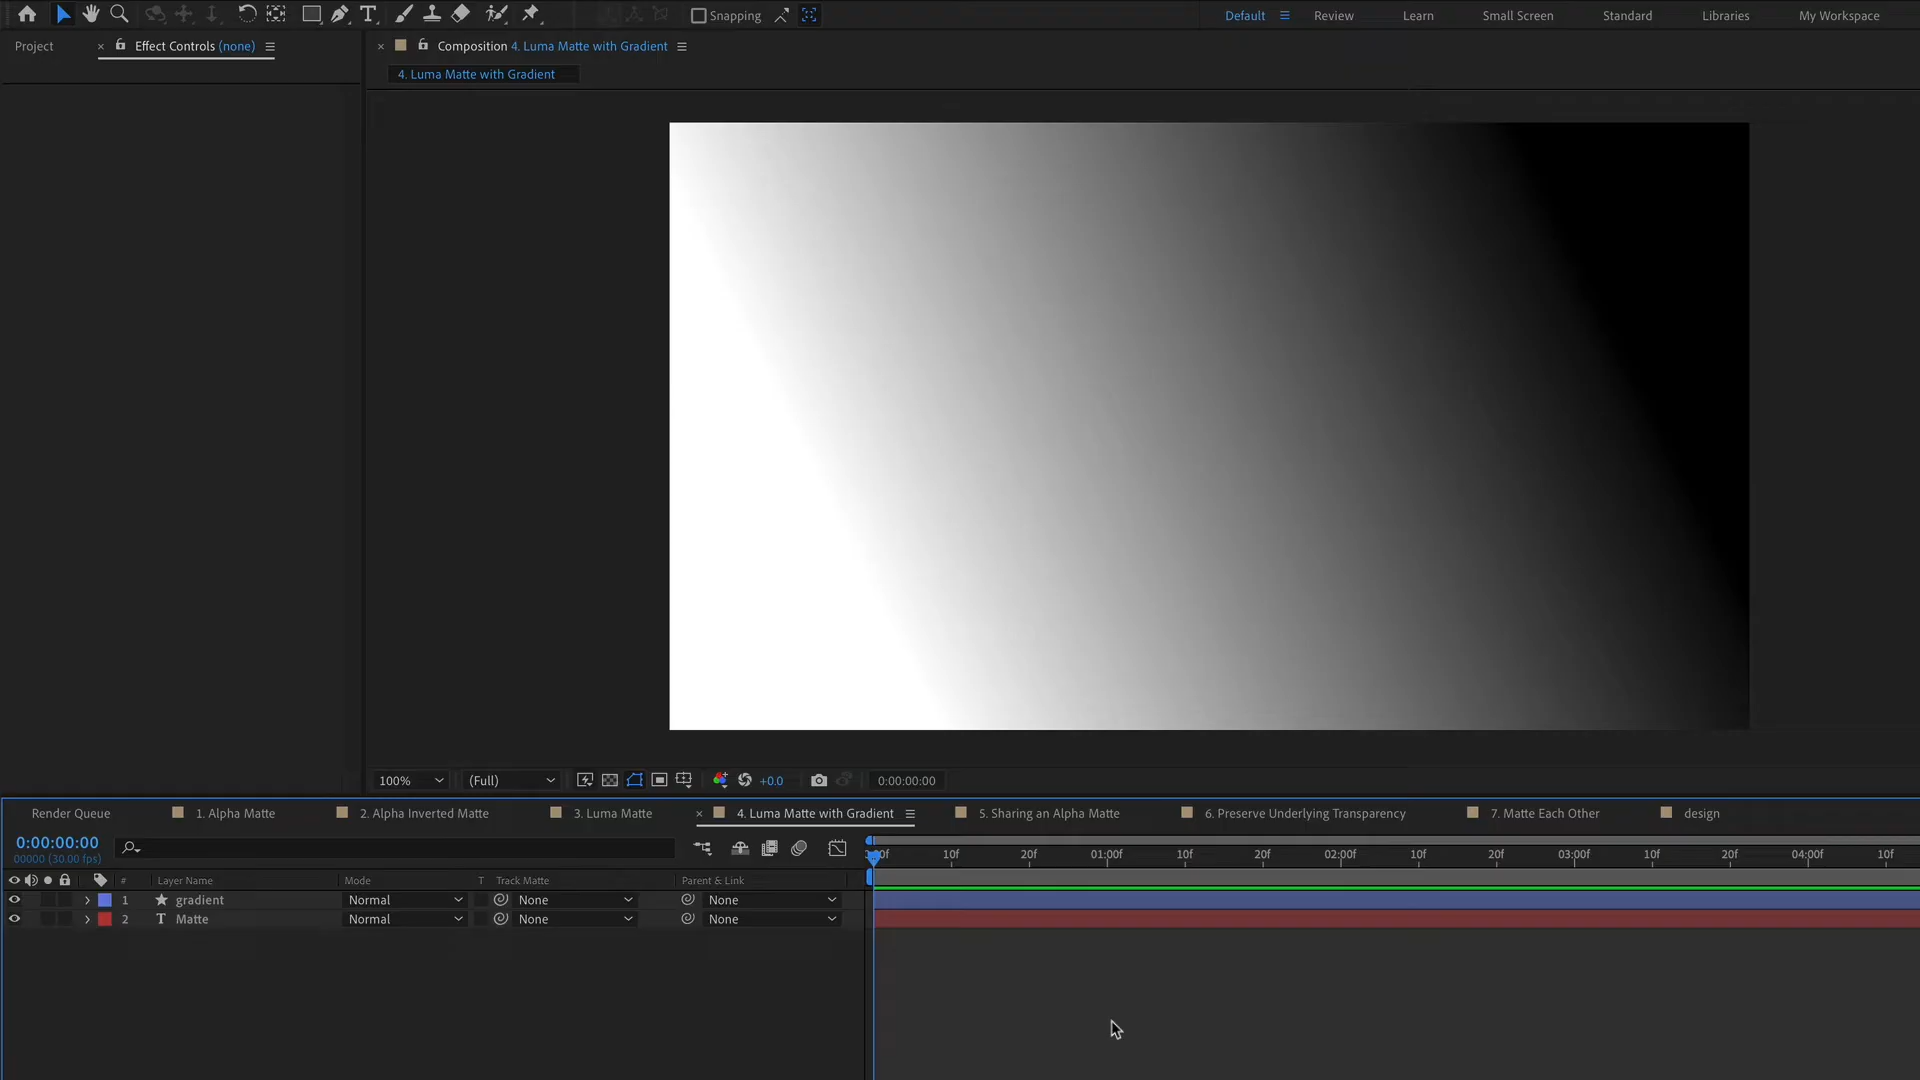 Snapping
Default
Review
Learn
Small Screen
Standard
Libraries
My Workspace
Project
Effect Controls (none)
Composition 4. Luma Matte with Gradient
4. Luma Matte with Gradient
100%
(Full)
+0.0
0:00:00:00
Render Queue
1. Alpha Matte
2. Alpha Inverted Matte
3. Luma Matte
4. Luma Matte with Gradient
5. Sharing an Alpha Matte
6. Preserve Underlying Transparency
7. Matte Each Other
design
0:00:00:00
00000 (30.00 fps)
10f 20f 01:00f 10f 20f 02:00f 10f 20f 03:00f 10f 20f 04:00f 10f
# Layer Name Mode T Track Matte Parent & Link
1 gradient Normal None None
2 T Matte Normal None None